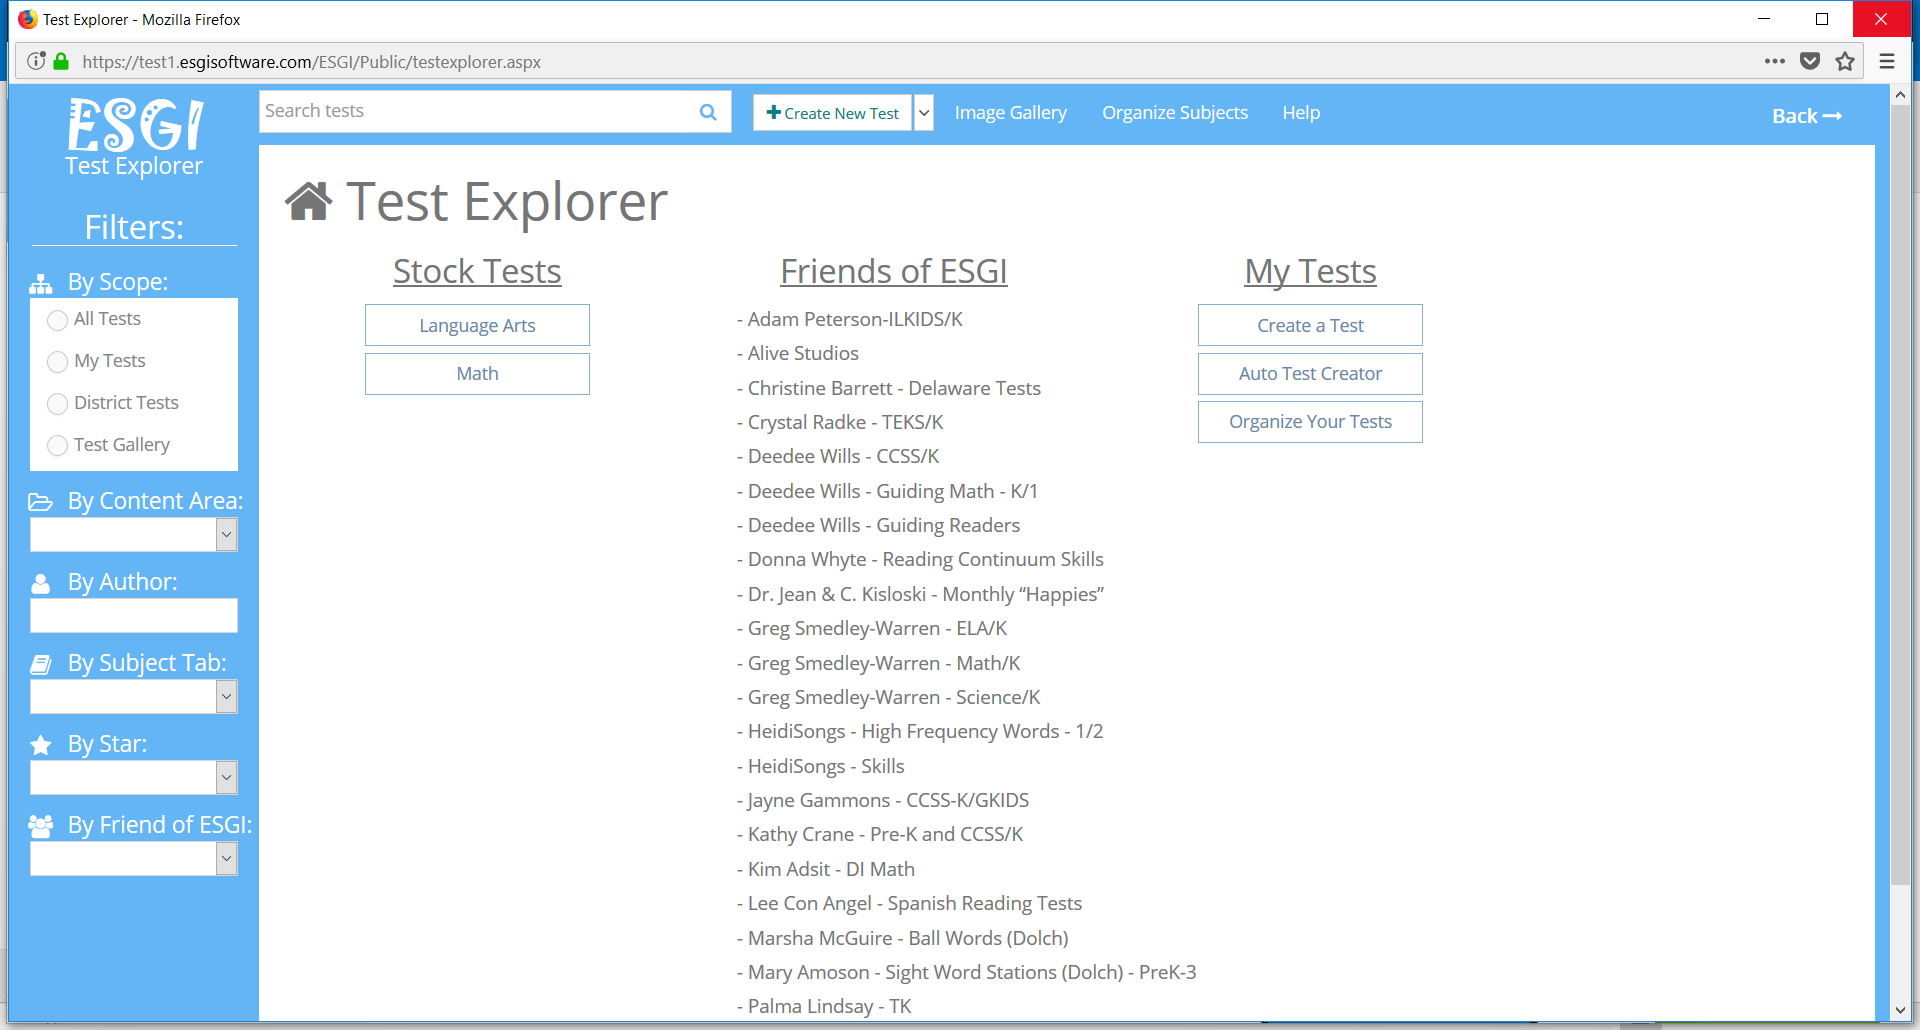 Test Explorer - Mozilla Firefox
https://test1.esgisoftware.com/ESGI/Public/testexplorer.aspx
ESGI
Test Explorer
Search tests
Create New Test
Image Gallery
Organize Subjects
Help
Back
Filters:
By Scope:
All Tests
My Tests
District Tests
Test Gallery
By Content Area:
By Author:
By Subject Tab:
By Star:
By Friend of ESGI:
Test Explorer
Stock Tests
Language Arts
Math
Friends of ESGI
- Adam Peterson-ILKIDS/K
- Alive Studios
- Christine Barrett - Delaware Tests
- Crystal Radke - TEKS/K
- Deedee Wills - CCSS/K
- Deedee Wills - Guiding Math - K/1
- Deedee Wills - Guiding Readers
- Donna Whyte - Reading Continuum Skills
- Dr. Jean & C. Kisloski - Monthly “Happies”
- Greg Smedley-Warren - ELA/K
- Greg Smedley-Warren - Math/K
- Greg Smedley-Warren - Science/K
- HeidiSongs - High Frequency Words - 1/2
- HeidiSongs - Skills
- Jayne Gammons - CCSS-K/GKIDS
- Kathy Crane - Pre-K and CCSS/K
- Kim Adsit - DI Math
- Lee Con Angel - Spanish Reading Tests
- Marsha McGuire - Ball Words (Dolch)
- Mary Amoson - Sight Word Stations (Dolch) - PreK-3
- Palma Lindsay - TK
My Tests
Create a Test
Auto Test Creator
Organize Your Tests